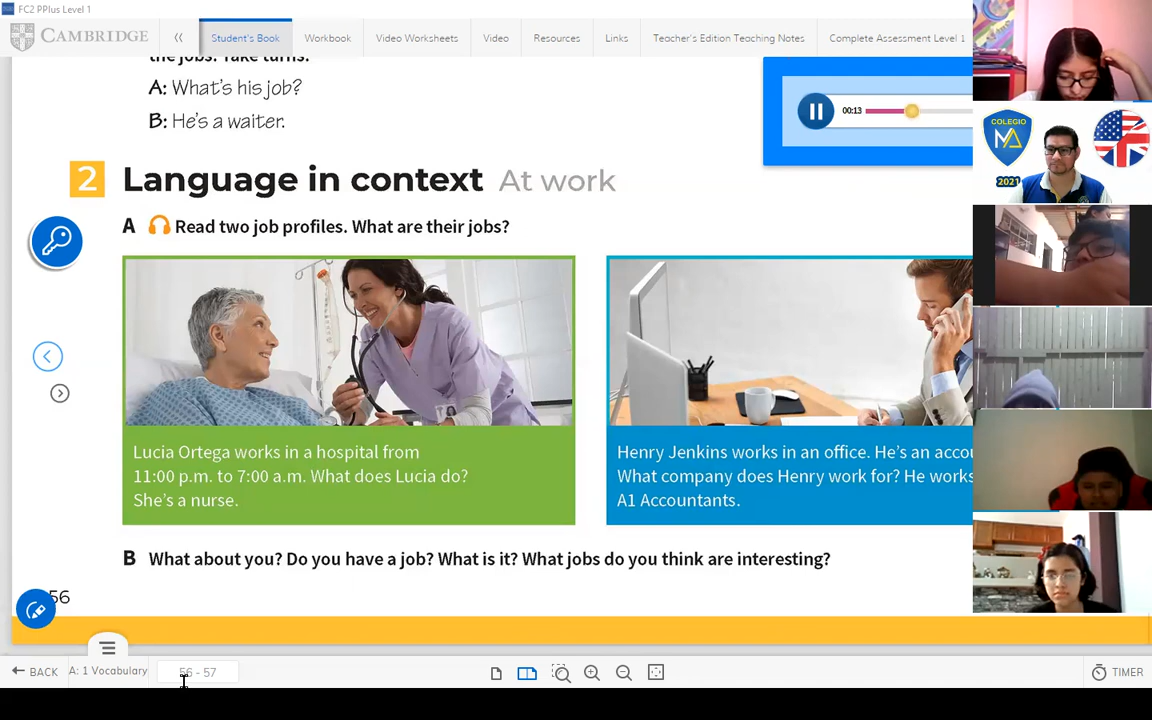 FC2 PPlus Level 1
CAMBRIDGE
Student's Book
Workbook
Video Worksheets
Video
Resources
Links
Teacher's Edition Teaching Notes
Complete Assessment Level 1
the jobs. Take turns.
A: What's his job?
B: He's a waiter.
00:13
COLEGIO
MA
2021
2 Language in context At work
A Read two job profiles. What are their jobs?
Lucia Ortega works in a hospital from
11:00 p.m. to 7:00 a.m. What does Lucia do?
She's a nurse.
Henry Jenkins works in an office. He's an accou
What company does Henry work for? He works
A1 Accountants.
B What about you? Do you have a job? What is it? What jobs do you think are interesting?
56
BACK
A: 1 Vocabulary
56 - 57
TIMER